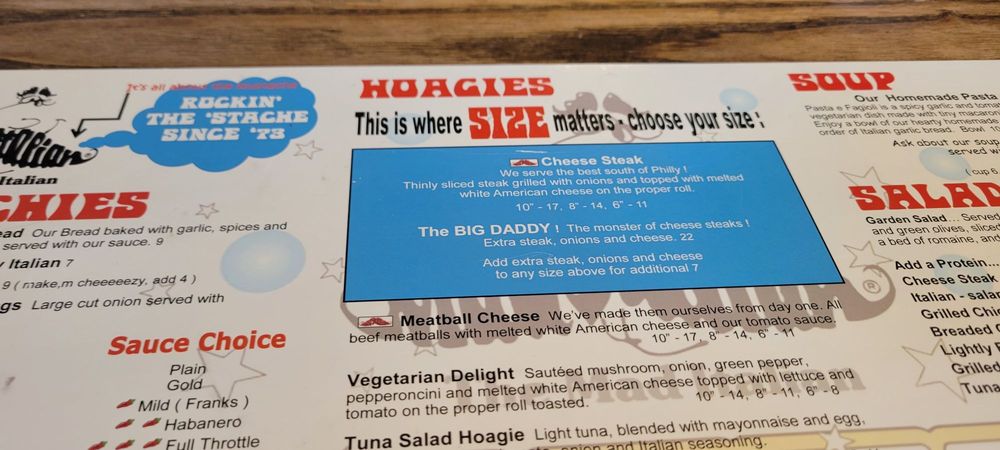 It's all about the
ROCKIN'
THE 'STACHE
SINCE '73
Italian
CHIES
Our Bread baked with garlic, spices and
served with our sauce. 9
Italian 7
9 ( make,m cheeeeezy, add 4 )
Large cut onion served with
Sauce Choice
Plain
Gold
Mild ( Franks )
Habanero
Full Throttle
HOAGIES
This is where SIZE matters - choose your size :
Cheese Steak
We serve the best south of Philly !
Thinly sliced steak grilled with onions and topped with melted
white American cheese on the proper roll.
10" - 17, 8" - 14, 6" - 11
The BIG DADDY ! The monster of cheese steaks !
Extra steak, onions and cheese. 22
Add extra steak, onions and cheese
to any size above for additional 7
Meatball Cheese We've made them ourselves from day one. All
beef meatballs with melted white American cheese and our tomato sauce.
10" - 17, 8" - 14, 6" - 11
Vegetarian Delight Sautéed mushroom, onion, green pepper,
pepperoncini and melted white American cheese topped with lettuce and
tomato on the proper roll toasted. 10" - 14, 8" - 11, 6" - 8
Tuna Salad Hoagie Light tuna, blended with mayonnaise and egg,
onion and Italian seasoning.
SOUP
Our Homemade Pasta
Pasta e Fagioli is a spicy garlic and
vegetarian dish made with tiny
Enjoy a bowl of our hearty homemade
order of Italian garlic bread. Bowl
Ask about our soup
served
( cup 6
SALAD
Garden Salad... Served
and green olives, sliced
a bed of romaine, and
Add a Protein...
Cheese Steak
Italian -
Grilled
Breaded
Lightly
Grilled
Tuna
®